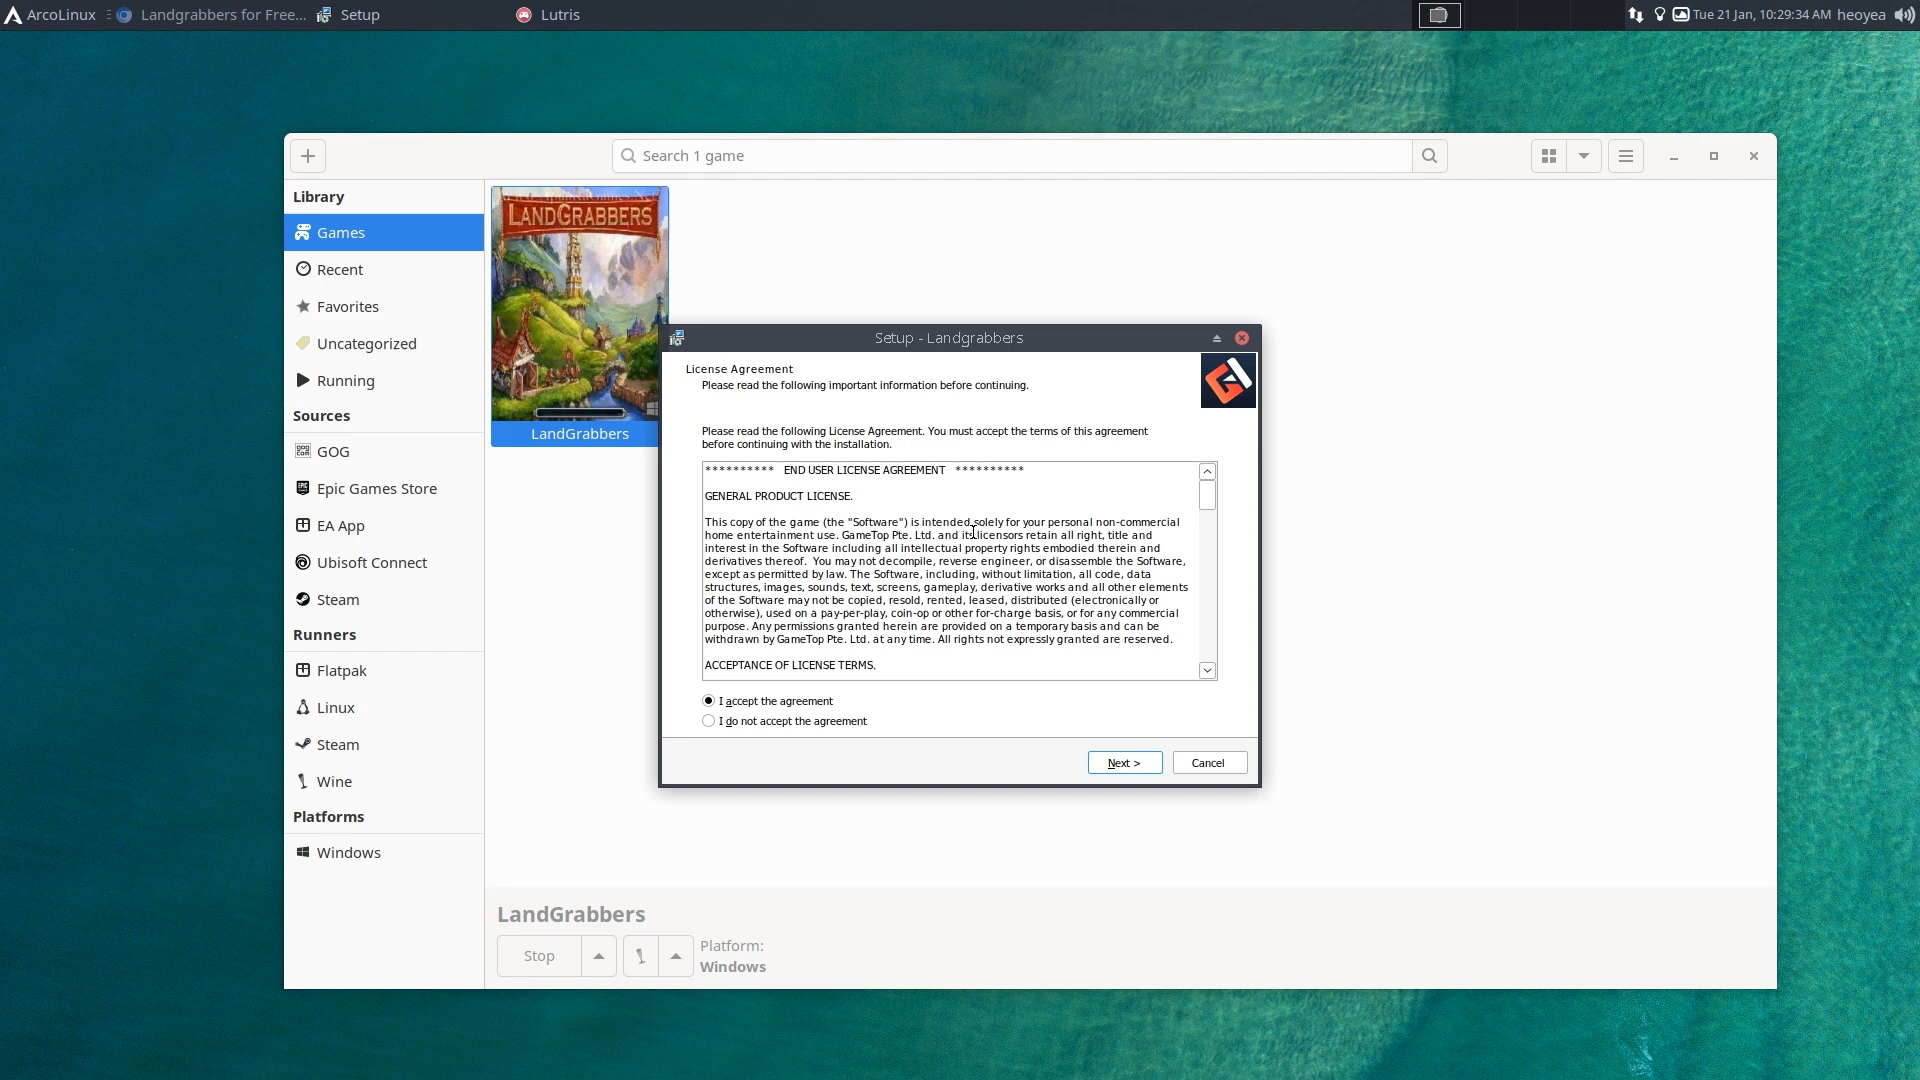 ArcoLinux
Landgrabbers for Free...
Setup
Lutris
Tue 21 Jan, 10:29:34 AM
heoyea
Search 1 game
Library
Games
Recent
Favorites
Uncategorized
Running
Sources
GOG
Epic Games Store
EA App
Ubisoft Connect
Steam
Runners
Flatpak
Linux
Steam
Wine
Platforms
Windows
LANDGRABBERS
LandGrabbers
Setup - Landgrabbers
License Agreement
Please read the following important information before continuing.
Please read the following License Agreement. You must accept the terms of this agreement
before continuing with the installation.
********** END USER LICENSE AGREEMENT **********
GENERAL PRODUCT LICENSE.
This copy of the game (the "Software") is intended solely for your personal non-commercial
home entertainment use. GameTop Pte. Ltd. and its licensors retain all right, title and
interest in the Software including all intellectual property rights embodied therein and
derivatives thereof.  You may not decompile, reverse engineer, or disassemble the Software,
except as permitted by law. The Software, including, without limitation, all code, data
structures, images, sounds, text, screens, gameplay, derivative works and all other elements
of the Software may not be copied, resold, rented, leased, distributed (electronically or
otherwise), used on a pay-per-play, coin-op or other for-charge basis, or for any commercial
purpose. Any permissions granted herein are provided on a temporary basis and can be
withdrawn by GameTop Pte. Ltd. at any time. All rights not expressly granted are reserved.
ACCEPTANCE OF LICENSE TERMS.
I accept the agreement
I do not accept the agreement
Next >
Cancel
LandGrabbers
Stop
Platform:
Windows